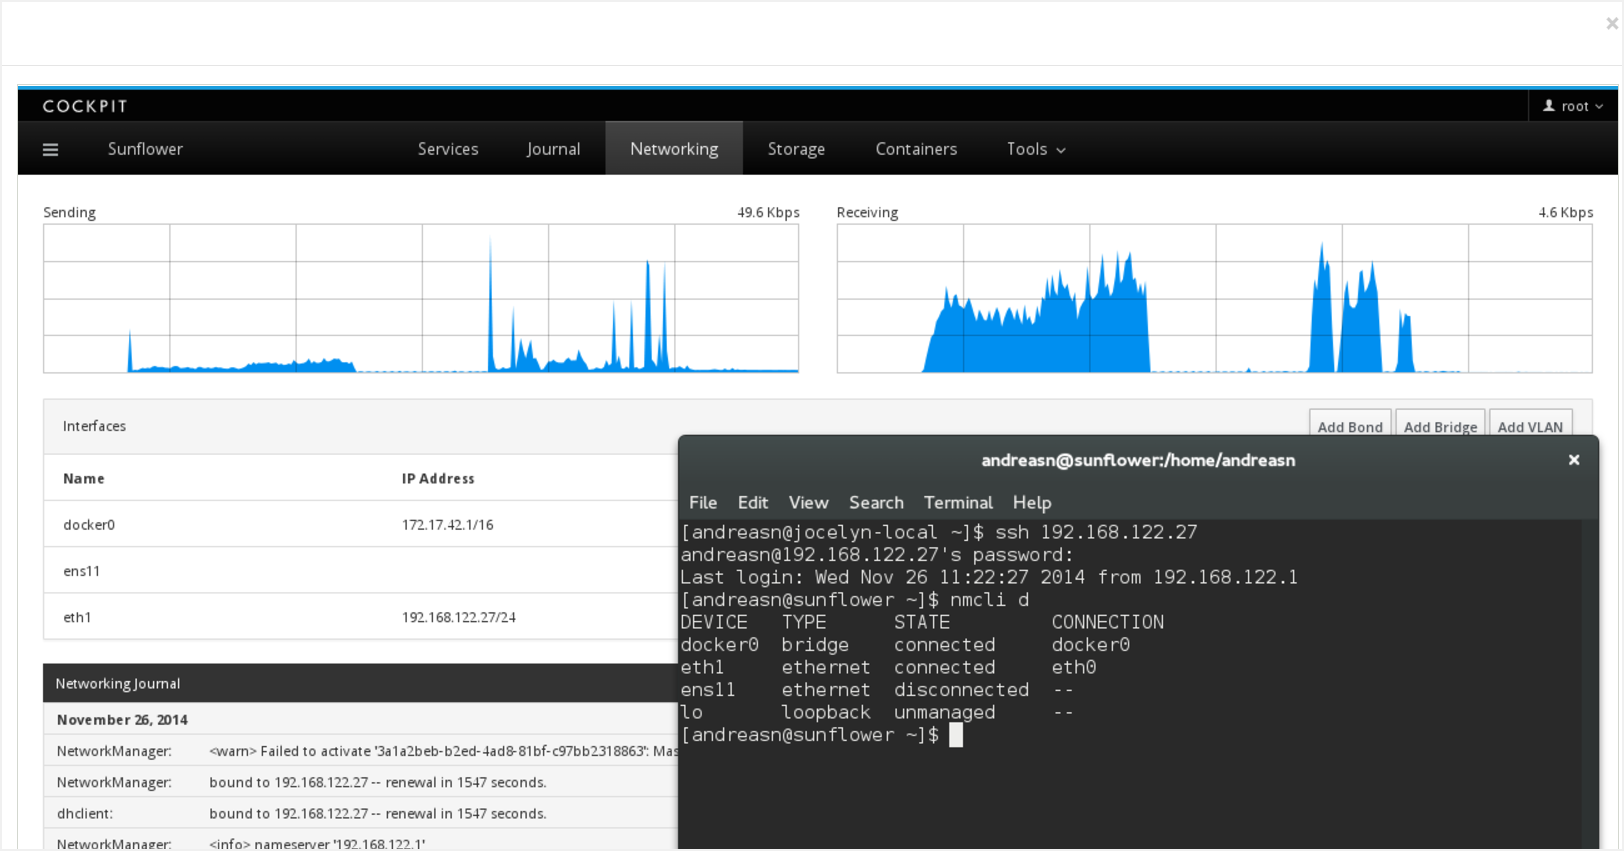 ×
COCKPIT
root
Sunflower Services Journal Networking Storage Containers Tools
Sending 49.6 Kbps
Receiving 4.6 Kbps
Interfaces
Add Bond Add Bridge Add VLAN
Name IP Address
docker0 172.17.42.1/16
ens11
eth1 192.168.122.27/24
Networking Journal
November 26, 2014
NetworkManager: <warn> Failed to activate '3a1a2beb-b2ed-4ad8-81bf-c97bb2318863': Mas
NetworkManager: bound to 192.168.122.27 -- renewal in 1547 seconds.
dhclient: bound to 192.168.122.27 -- renewal in 1547 seconds.
NetworkManager: <info> nameserver '192.168.122.1'
andreasn@sunflower:/home/andreasn ×
File Edit View Search Terminal Help
[andreasn@jocelyn-local ~]$ ssh 192.168.122.27
andreasn@192.168.122.27's password:
Last login: Wed Nov 26 11:22:27 2014 from 192.168.122.1
[andreasn@sunflower ~]$ nmcli d
DEVICE TYPE STATE CONNECTION
docker0 bridge connected docker0
eth1 ethernet connected eth0
ens11 ethernet disconnected --
lo loopback unmanaged --
[andreasn@sunflower ~]$